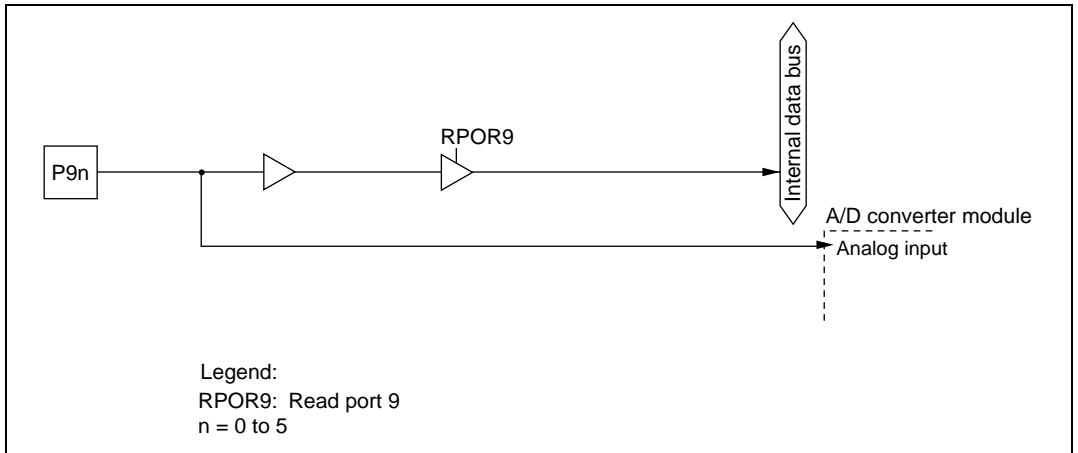 RPOR9
P9n
Internal data bus
A/D converter module
Analog input
Legend:
RPOR9: Read port 9
n = 0 to 5